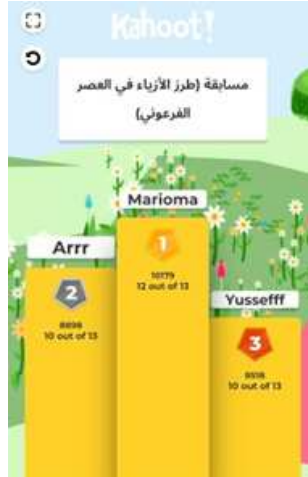 Kahoot!
مسابقة (طرز الأزياء في العصر
الفرعوني)
Marioma
1
10779
12 out of 13
Arrr
2
8898
10 out of 13
Yussefff
3
8518
10 out of 13